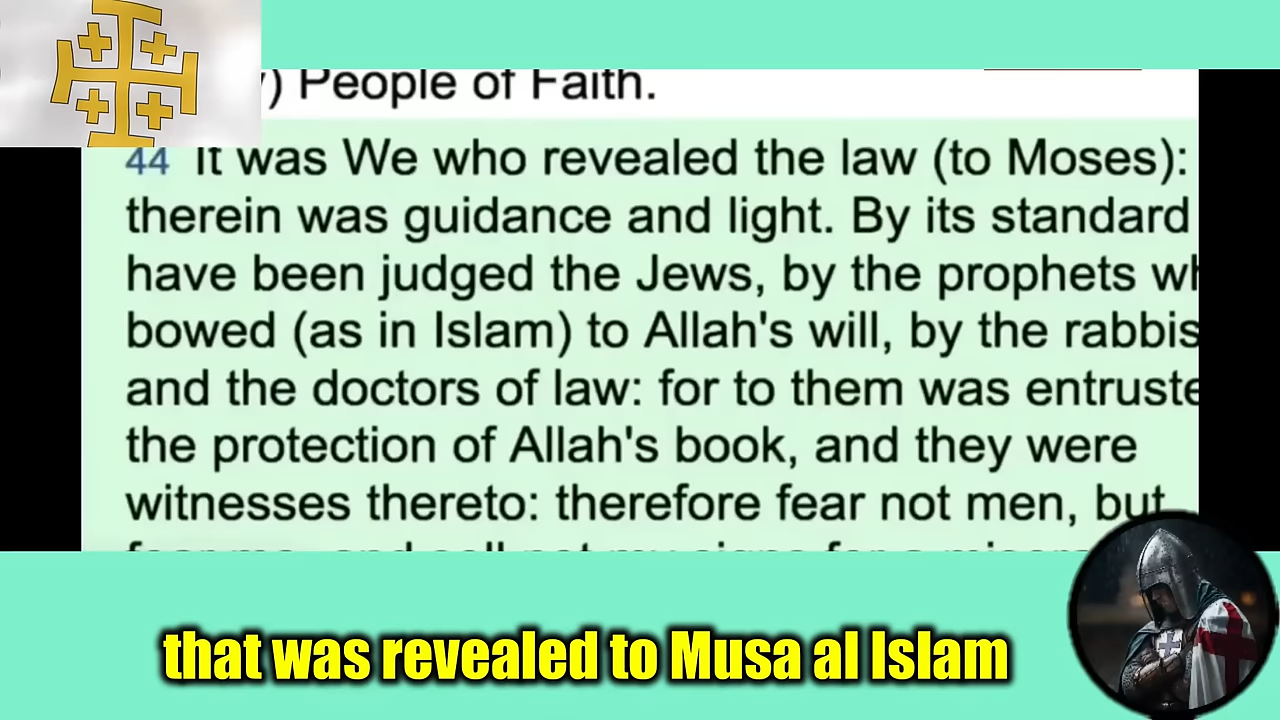 ) People of Faith.
44 It was We who revealed the law (to Moses):
therein was guidance and light. By its standard
have been judged the Jews, by the prophets
bowed (as in Islam) to Allah's will, by the rabbis
and the doctors of law: for to them was entruste
the protection of Allah's book, and they were
witnesses thereto: therefore fear not men, but
that was revealed to Musa al Islam